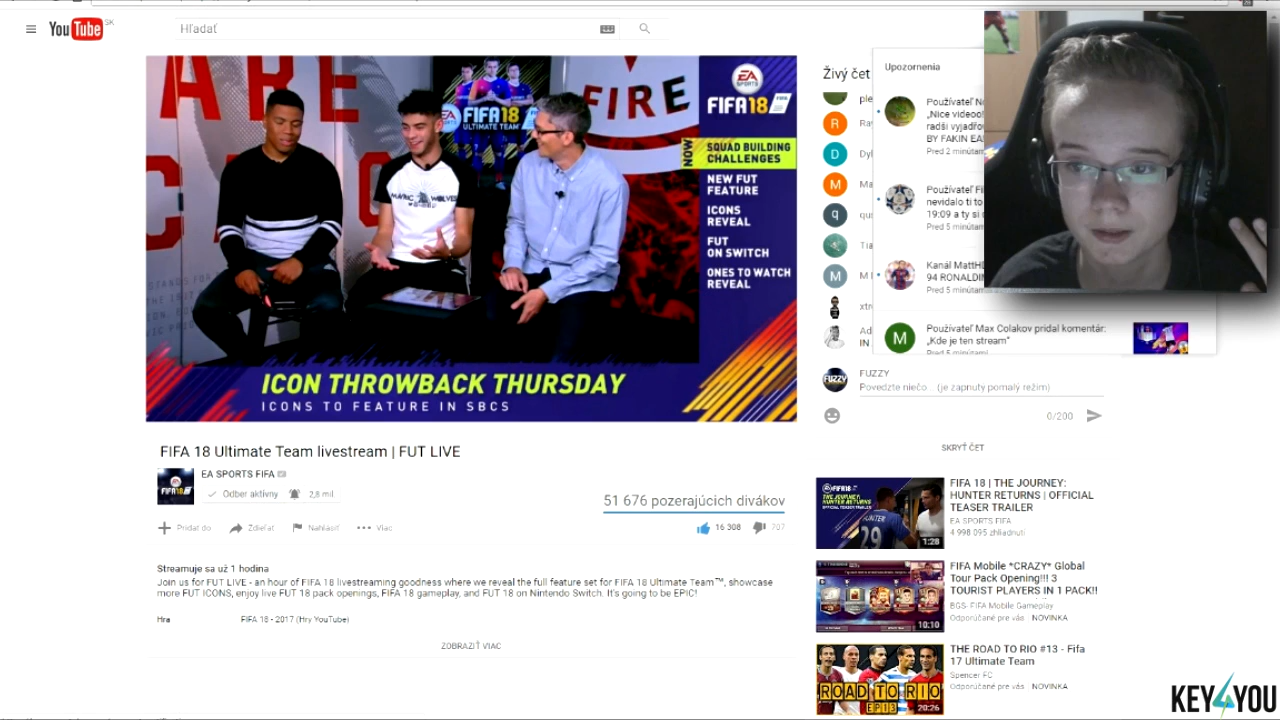 YouTube SK
Hľadať
EA SPORTS
FIFA 18
FIFA 18
ULTIMATE TEAM
FIRE
NOW
SQUAD BUILDING
CHALLENGES
NEW FUT
FEATURE
ICONS
REVEAL
FUT
ON SWITCH
ONES TO WATCH
REVEAL
ICON THROWBACK THURSDAY
ICONS TO FEATURE IN SBCS
FIFA 18 Ultimate Team livestream | FUT LIVE
EA SPORTS FIFA
Odber aktívny 2,8 mil.
51 676 pozerajúcich divákov
Pridať do Zdieľať Nahlásiť Viac
16 308 707
Streamuje sa už 1 hodina
Join us for FUT LIVE - an hour of FIFA 18 livestreaming goodness where we reveal the full feature set for FIFA 18 Ultimate Team™, showcase
more FUT ICONS, enjoy live FUT 18 pack openings, FIFA 18 gameplay, and FUT 18 on Nintendo Switch. It's going to be EPIC!
Hra FIFA 18 - 2017 (Hry YouTube)
ZOBRAZIŤ VIAC
Živý čet
Upozornenia
Používateľ
„Nice videoo!
radši
BY FAKIN
Pred 2 minútami
Používateľ
nevidalo ti to
19:09 a ty si
Pred 5 minútami
Kanál
94
Pred 5 minútami
Používateľ Max Colakov pridal komentár:
„Kde je ten stream"
Pred 5 minútami
FUZZY
Povedzte niečo... (je zapnutý pomalý režim)
0/200
SKRYŤ ČET
FIFA 18 | THE JOURNEY:
HUNTER RETURNS | OFFICIAL
TEASER TRAILER
EA SPORTS FIFA
4 998 095 zhliadnutí
1:28
FIFA Mobile *CRAZY* Global
Tour Pack Opening!!! 3
TOURIST PLAYERS IN 1 PACK!!
BGS- FIFA Mobile Gameplay
Odporúčané pre vás NOVINKA
10:10
THE ROAD TO RIO #13 - Fifa
17 Ultimate Team
Spencer FC
Odporúčané pre vás NOVINKA
ROAD TO RIO
EP13
20:26
KEY4YOU